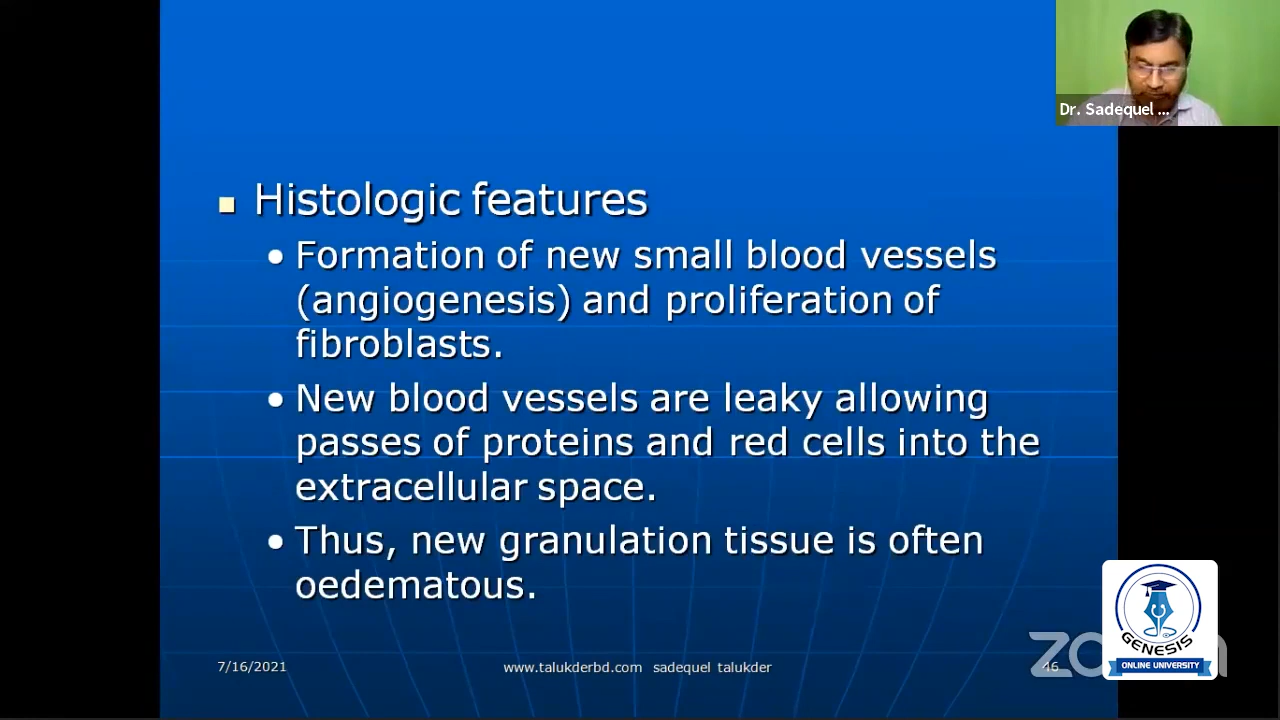 Dr. Sadequel ...
Histologic features
Formation of new small blood vessels
(angiogenesis) and proliferation of
fibroblasts.
New blood vessels are leaky allowing
passes of proteins and red cells into the
extracellular space.
Thus, new granulation tissue is often
oedematous.
7/16/2021
www.talukderbd.com sadequel talukder
46
GENESIS
ONLINE UNIVERSITY